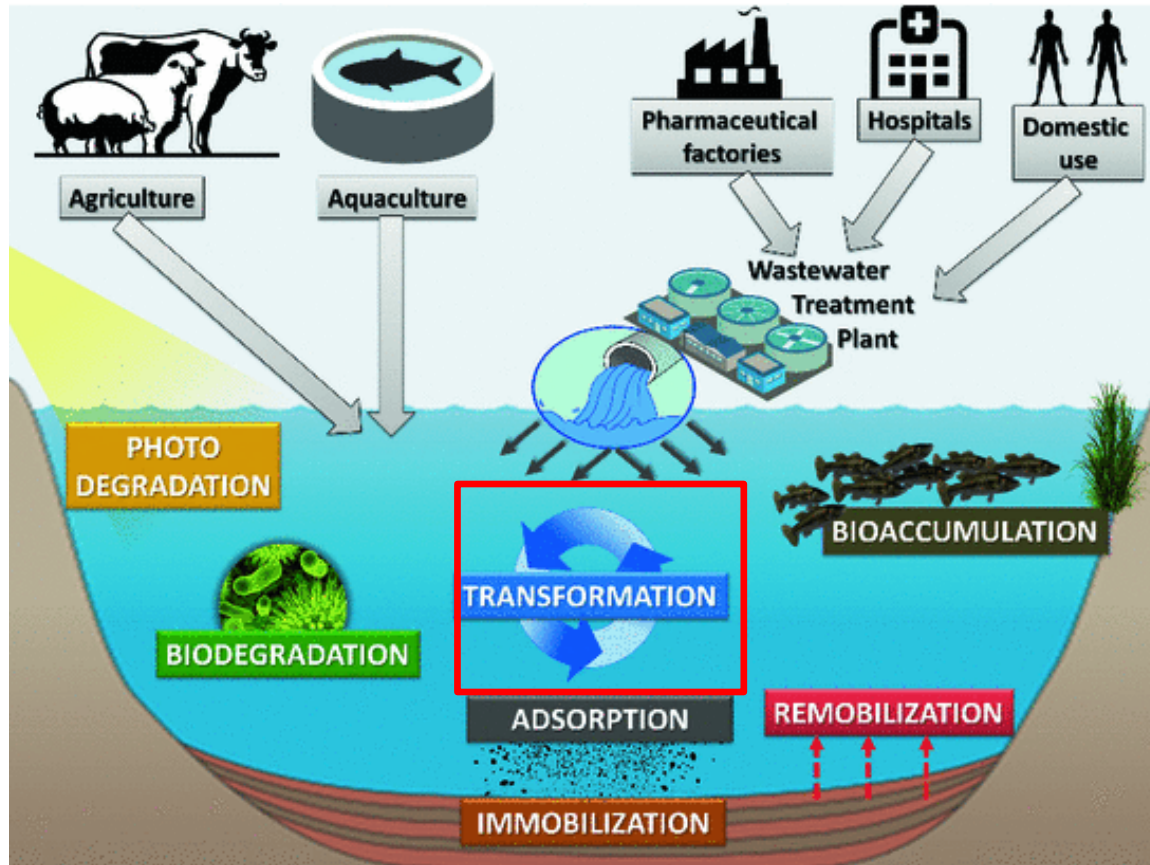 Pharmaceutical
factories
Hospitals
Domestic
use
Agriculture
Aquaculture
Wastewater
Treatment
Plant
PHOTO
DEGRADATION
BIOACCUMULATION
TRANSFORMATION
BIODEGRADATION
ADSORPTION
REMOBILIZATION
IMMOBILIZATION